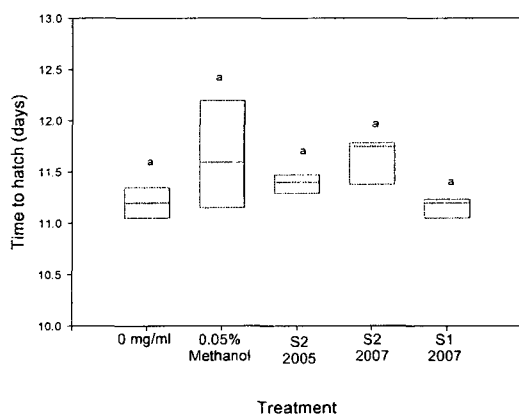 Time to hatch (days)
13.0
12.5
12.0
11.5
11.0
10.5
10.0
a
a
a
a
a
0 mg/ml
0.05%
Methanol
S2
2005
S2
2007
S1
2007
Treatment